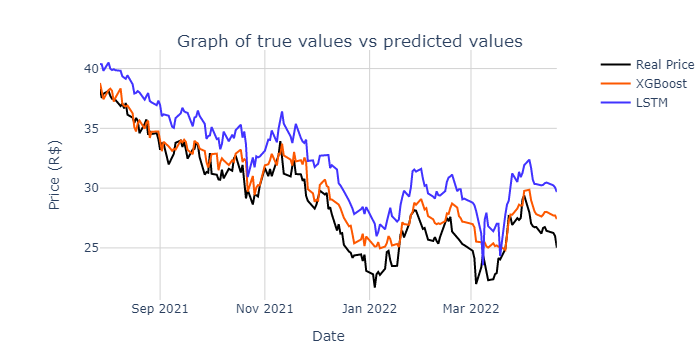 Graph of true values vs predicted values
Real Price
XGBoost
LSTM
40
35
30
25
Price (R$)
Sep 2021
Nov 2021
Jan 2022
Mar 2022
Date